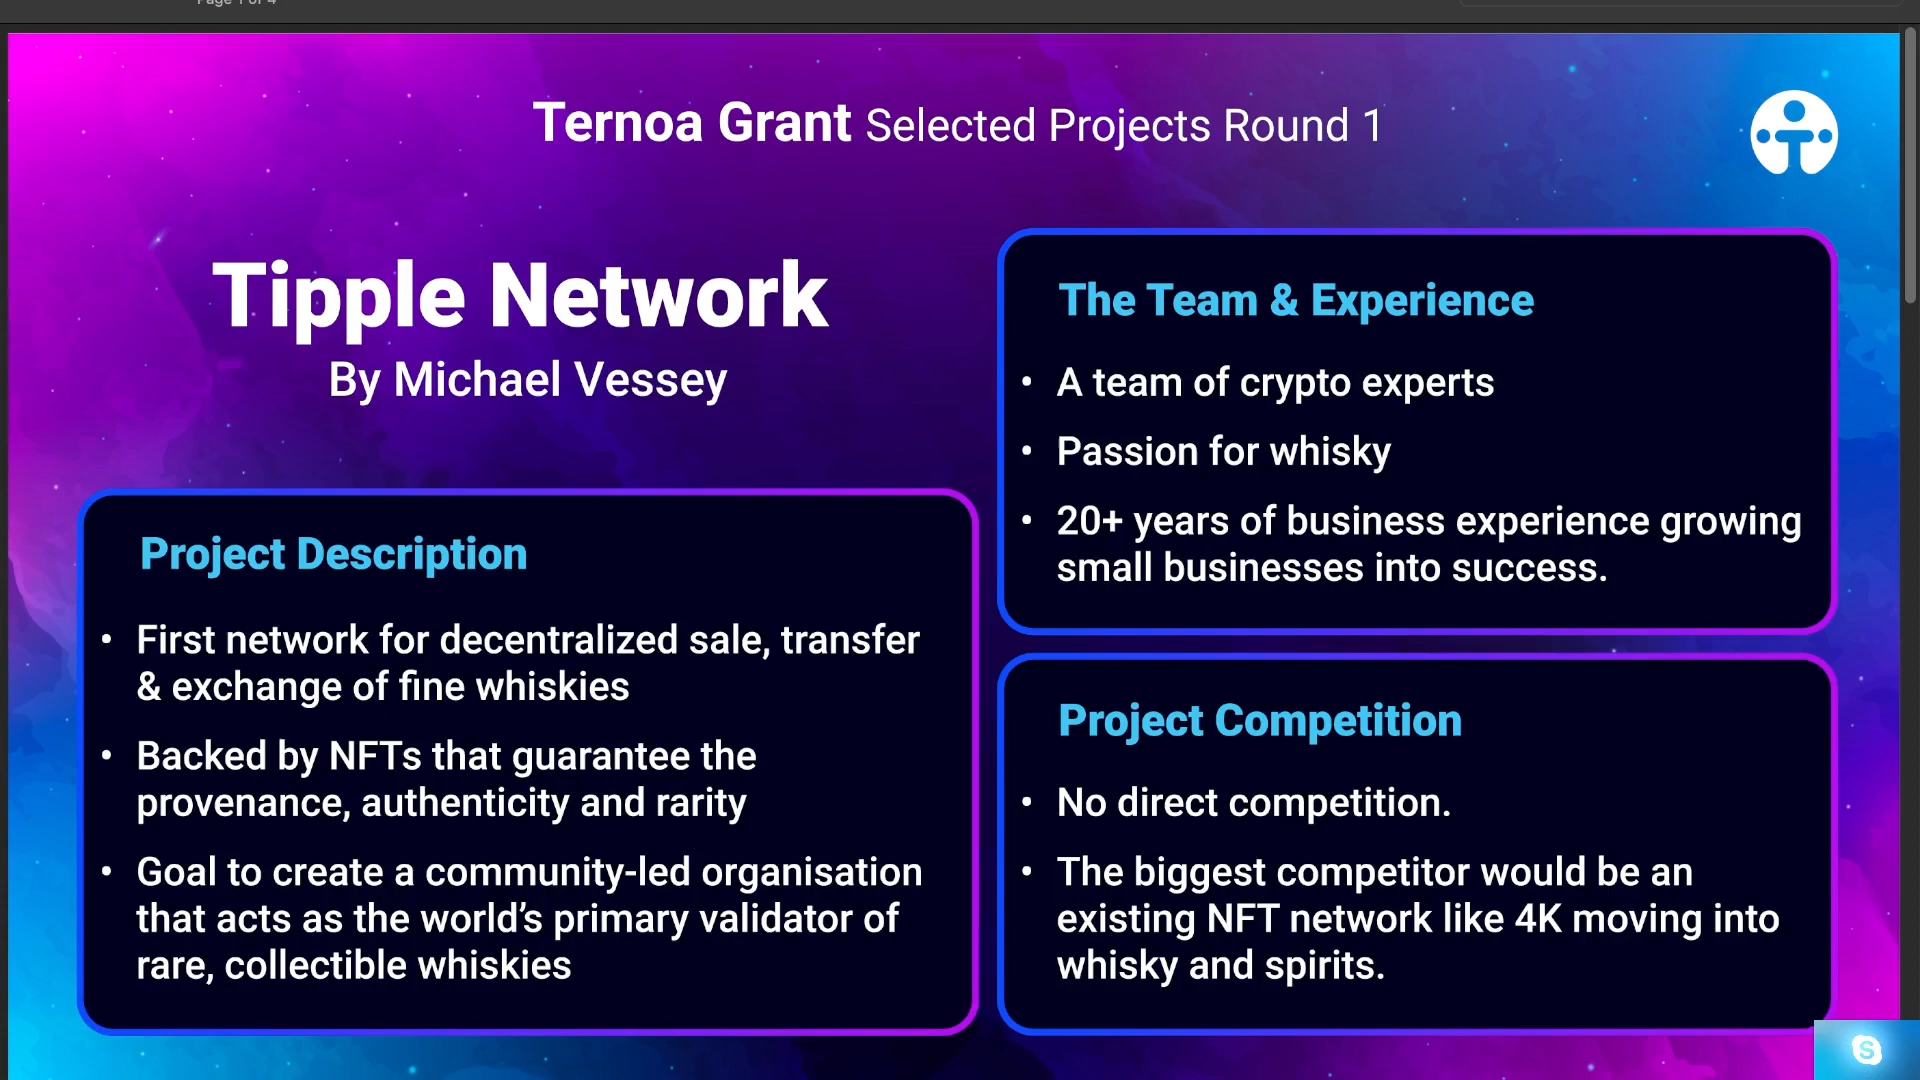 Page 1 of 4
Ternoa Grant Selected Projects Round 1
Tipple Network
By Michael Vessey
Project Description
• First network for decentralized sale, transfer
& exchange of fine whiskies
• Backed by NFTs that guarantee the
provenance, authenticity and rarity
• Goal to create a community-led organisation
that acts as the world’s primary validator of
rare, collectible whiskies
The Team & Experience
• A team of crypto experts
• Passion for whisky
• 20+ years of business experience growing
small businesses into success.
Project Competition
• No direct competition.
• The biggest competitor would be an
existing NFT network like 4K moving into
whisky and spirits.
S